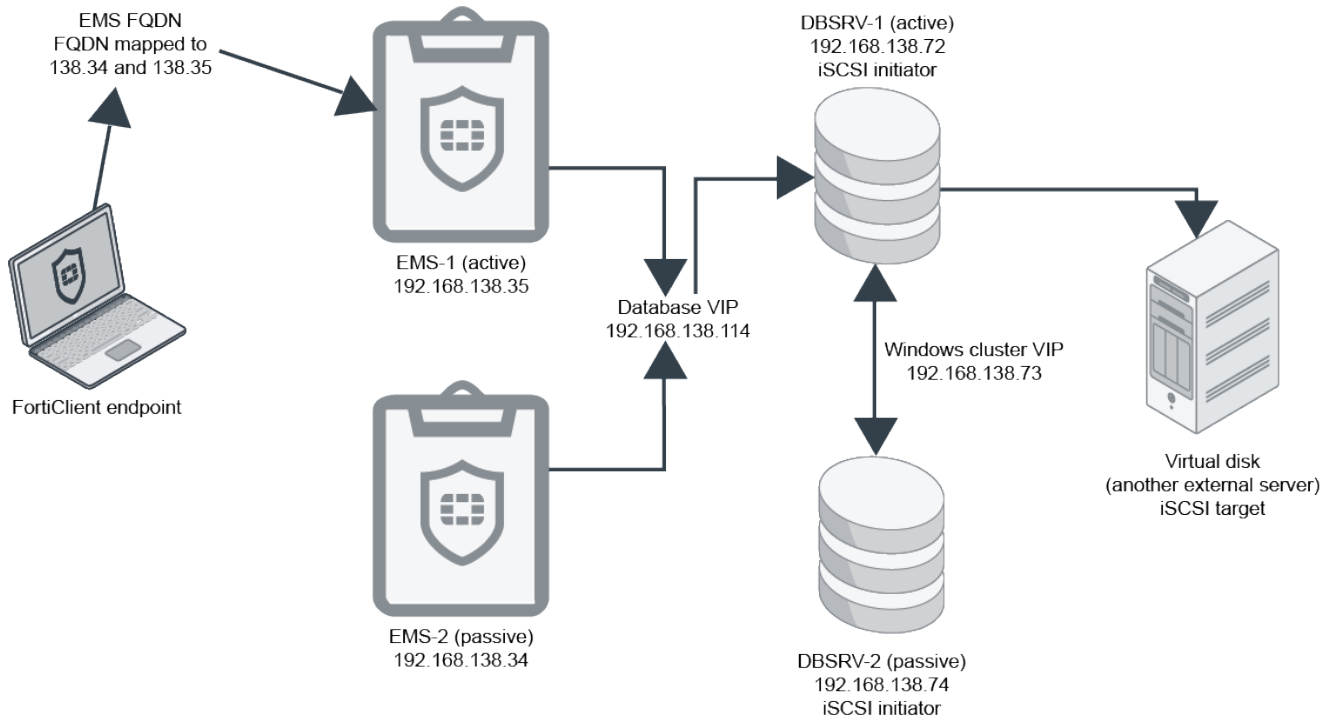 EMS FQDN
FQDN mapped to
138.34 and 138.35
FortiClient endpoint
EMS-1 (active)
192.168.138.35
EMS-2 (passive)
192.168.138.34
Database VIP
192.168.138.114
DBSRV-1 (active)
192.168.138.72
iSCSI initiator
Windows cluster VIP
192.168.138.73
DBSRV-2 (passive)
192.168.138.74
iSCSI initiator
Virtual disk
(another external server)
iSCSI target